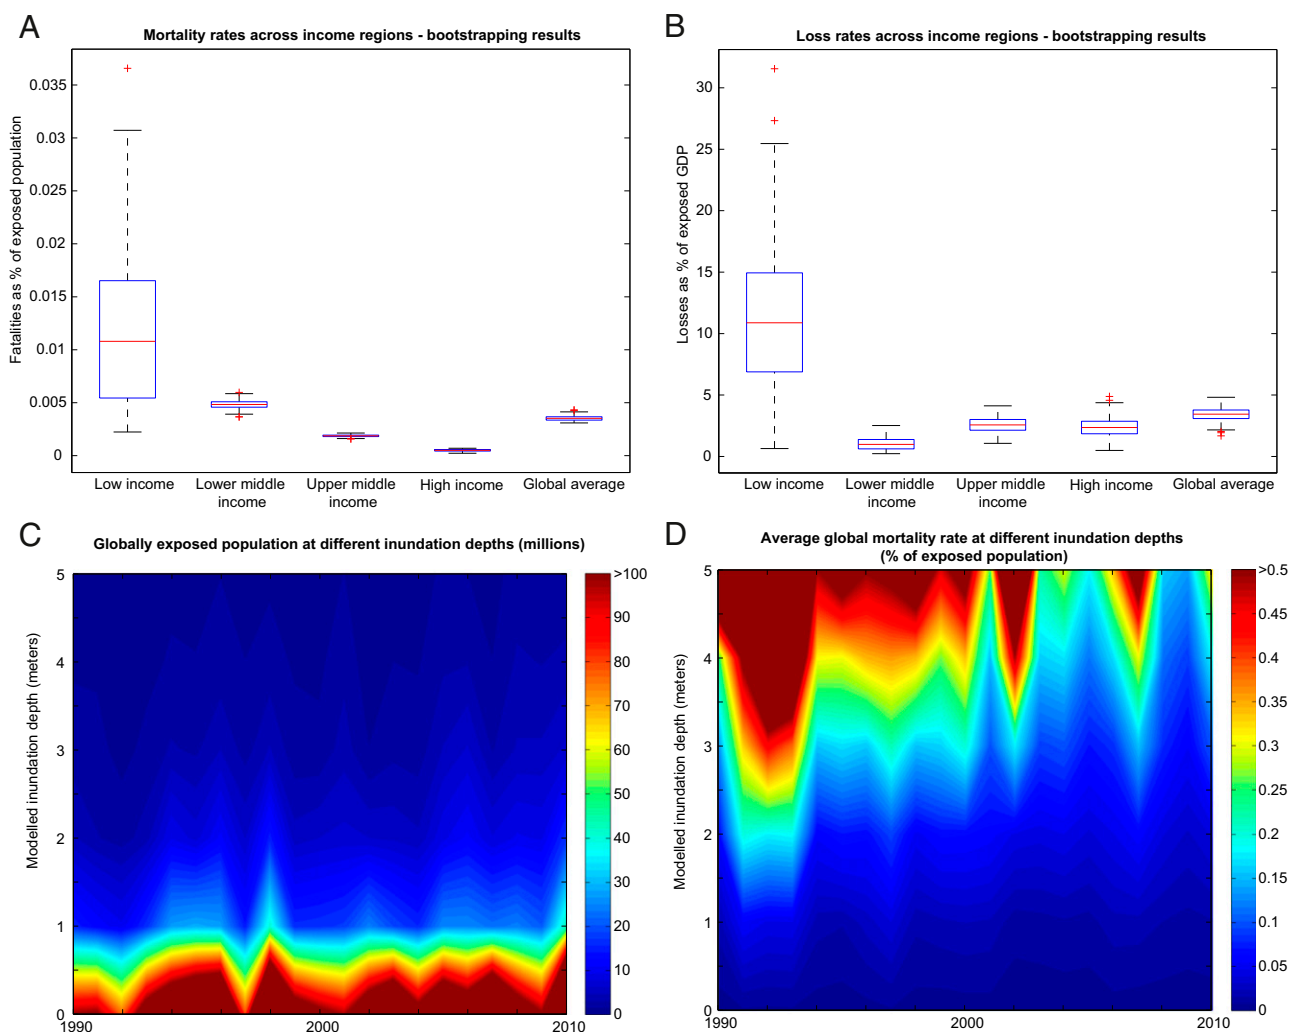 A
Mortality rates across income regions - bootstrapping results
Fatalities as % of exposed population
0.035
0.03
0.025
0.02
0.015
0.01
0.005
0
Low income
Lower middle income
Upper middle income
High income
Global average
B
Loss rates across income regions - bootstrapping results
Losses as % of exposed GDP
30
25
20
15
10
5
0
Low income
Lower middle income
Upper middle income
High income
Global average
C
Globally exposed population at different inundation depths (millions)
Modelled inundation depth (meters)
5
4
3
2
1
0
1990
2000
2010
>100
90
80
70
60
50
40
30
20
10
0
D
Average global mortality rate at different inundation depths
(% of exposed population)
Modelled inundation depth (meters)
5
4
3
2
1
0
1990
2000
2010
>0.5
0.45
0.4
0.35
0.3
0.25
0.2
0.15
0.1
0.05
0